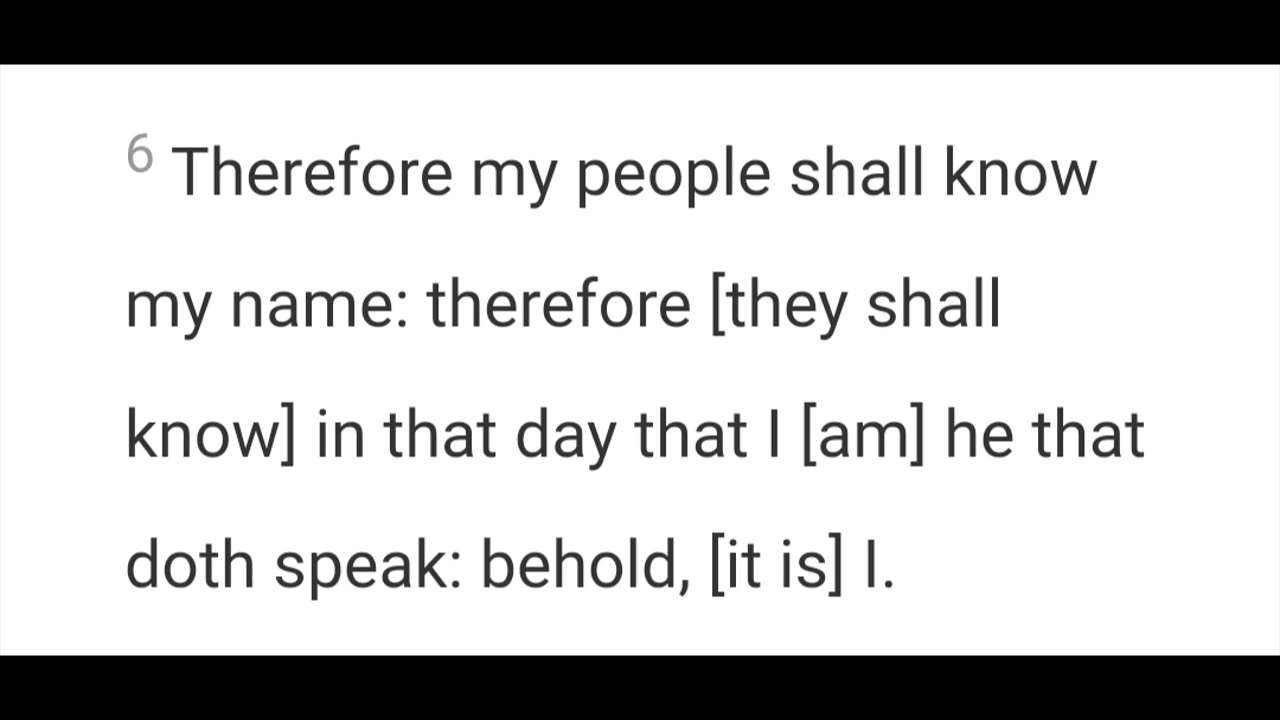 6 Therefore my people shall know
my name: therefore [they shall
know] in that day that I [am] he that
doth speak: behold, [it is] I.